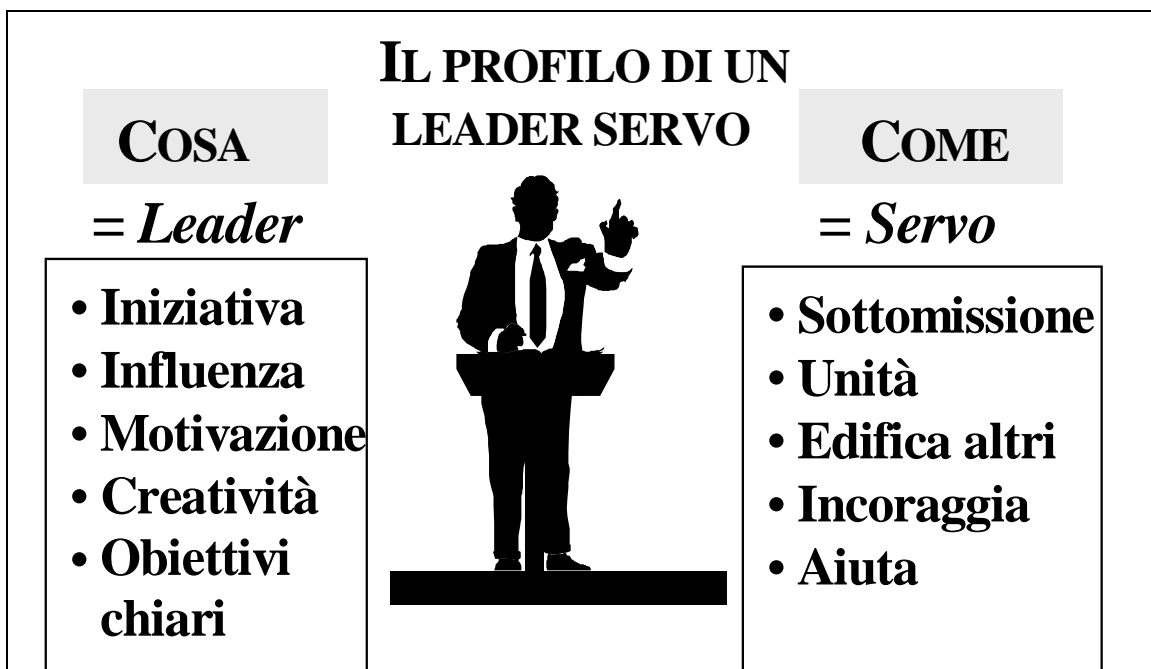 IL PROFILO DI UN
LEADER SERVO
COSA
= Leader
• Iniziativa
• Influenza
• Motivazione
• Creatività
• Obiettivi
chiari
COME
= Servo
• Sottomissione
• Unità
• Edifica altri
• Incoraggia
• Aiuta